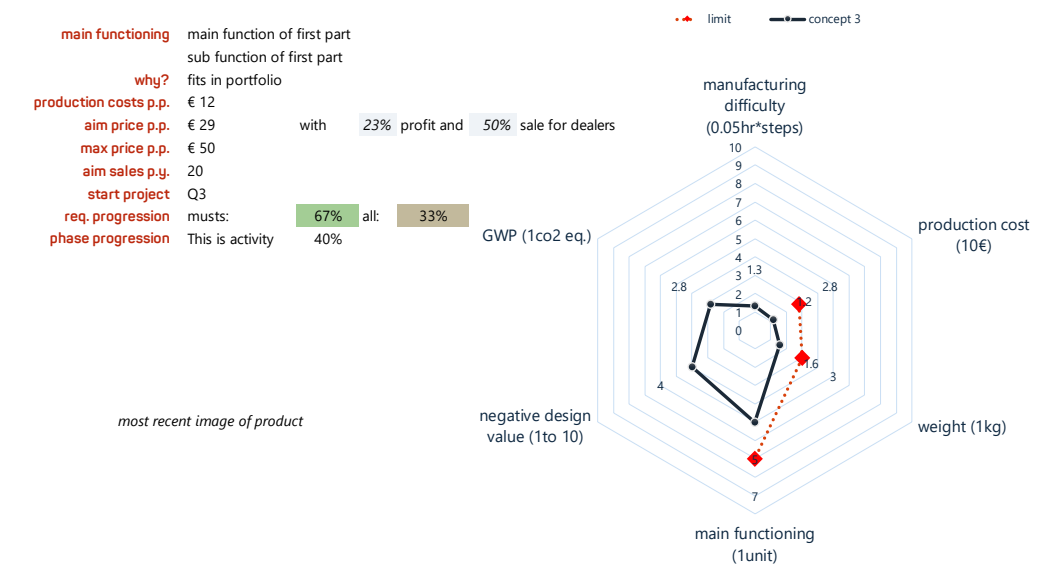 limit
concept 3
main functioning main function of first part
sub function of first part
why? fits in portfolio
production costs p.p. € 12
aim price p.p. € 29 with 23% profit and 50% sale for dealers
max price p.p. € 50
aim sales p.y. 20
start project Q3
req. progression musts: 67% all: 33%
phase progression This is activity 40%
most recent image of product
manufacturing
difficulty
(0.05hr*steps)
10
9
8
7
6
5
4
3
2
1
0
1.3
production cost
(10€)
2.8
1.2
weight (1kg)
1.6
3
main functioning
(1unit)
5
7
negative design
value (1to 10)
4
GWP (1co2 eq.)
2.8